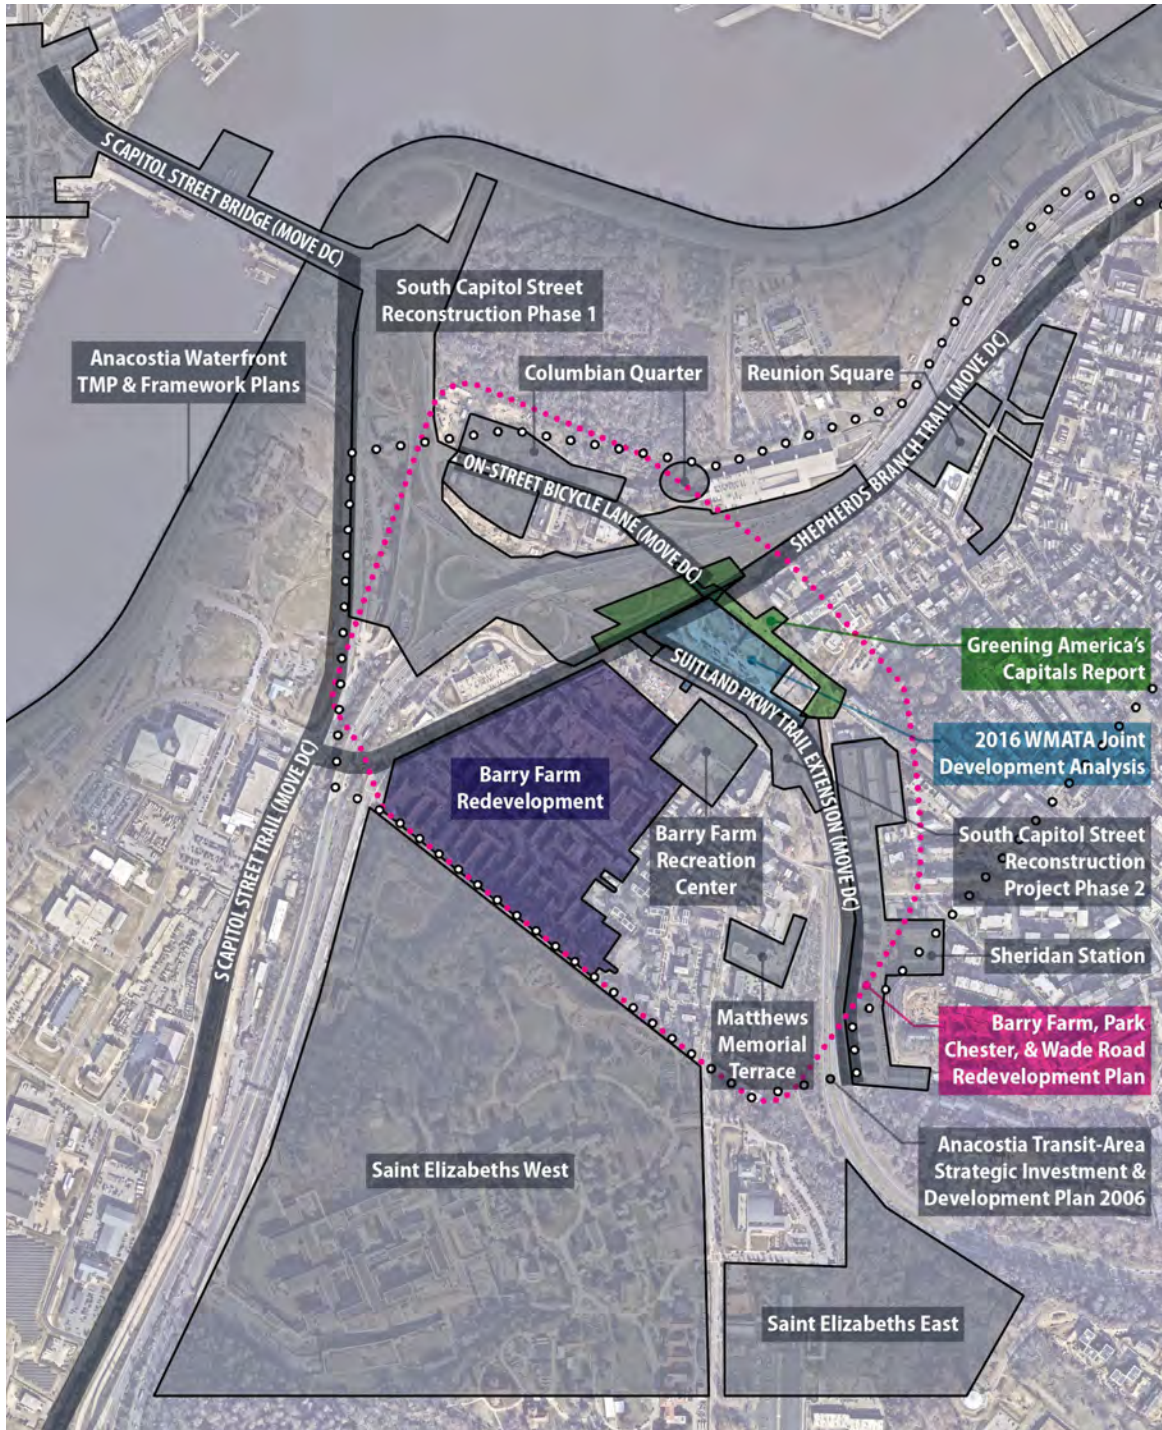 S CAPITOL STREET BRIDGE (MOVE DC)
South Capitol Street
Reconstruction Phase 1
Anacostia Waterfront
TMP & Framework Plans
Columbian Quarter
Reunion Square
ON-STREET BICYCLE LANE (MOVE DC)
SHEPHERDS BRANCH TRAIL (MOVE DC)
Greening America's
Capitals Report
SUITLAND PKWY TRAIL EXTENSION (MOVE DC)
2016 WMATA Joint
Development Analysis
Barry Farm
Redevelopment
S CAPITOL STREET TRAIL (MOVE DC)
Barry Farm
Recreation
Center
South Capitol Street
Reconstruction
Project Phase 2
Sheridan Station
Matthews
Memorial
Terrace
Barry Farm, Park
Chester, & Wade Road
Redevelopment Plan
Anacostia Transit-Area
Strategic Investment &
Development Plan 2006
Saint Elizabeths West
Saint Elizabeths East